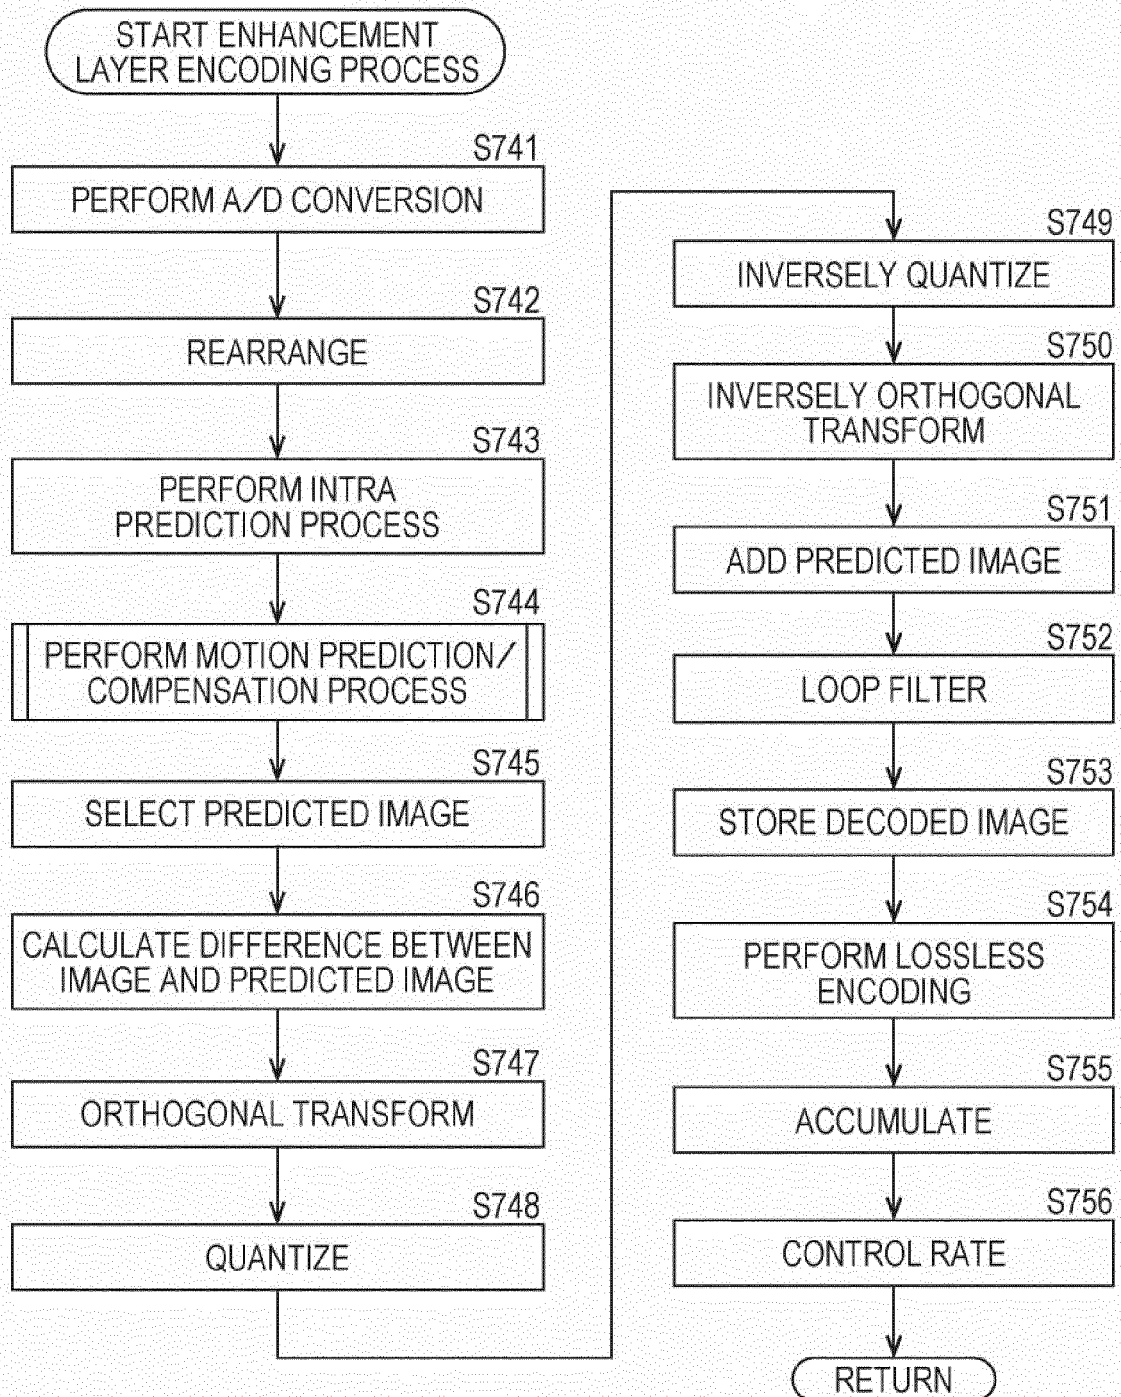 START ENHANCEMENT
LAYER ENCODING PROCESS
S741
PERFORM A/D CONVERSION
S742
REARRANGE
S743
PERFORM INTRA
PREDICTION PROCESS
S744
PERFORM MOTION PREDICTION/
COMPENSATION PROCESS
S745
SELECT PREDICTED IMAGE
S746
CALCULATE DIFFERENCE BETWEEN
IMAGE AND PREDICTED IMAGE
S747
ORTHOGONAL TRANSFORM
S748
QUANTIZE
S749
INVERSELY QUANTIZE
S750
INVERSELY ORTHOGONAL
TRANSFORM
S751
ADD PREDICTED IMAGE
S752
LOOP FILTER
S753
STORE DECODED IMAGE
S754
PERFORM LOSSLESS
ENCODING
S755
ACCUMULATE
S756
CONTROL RATE
RETURN